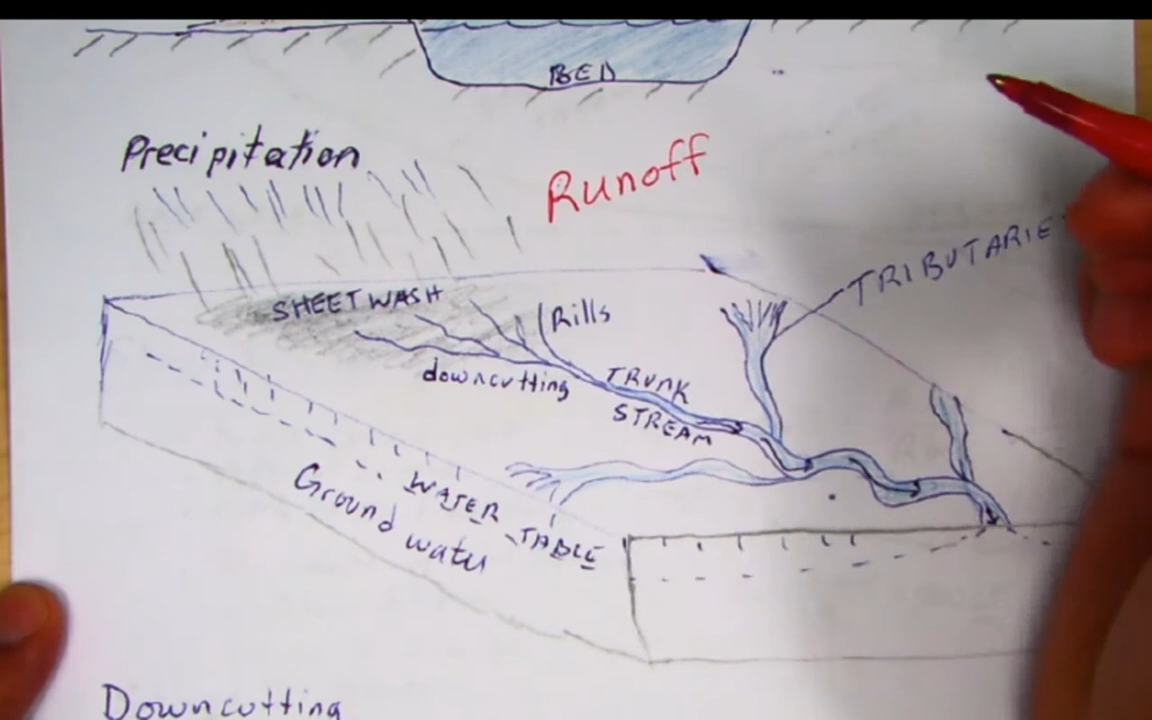 BED
Precipitation
Runoff
TRIBUTARIE
SHEETWASH
Rills
downcutting
TRUNK
STREAM
WATER TABLE
Ground water
Downcutting